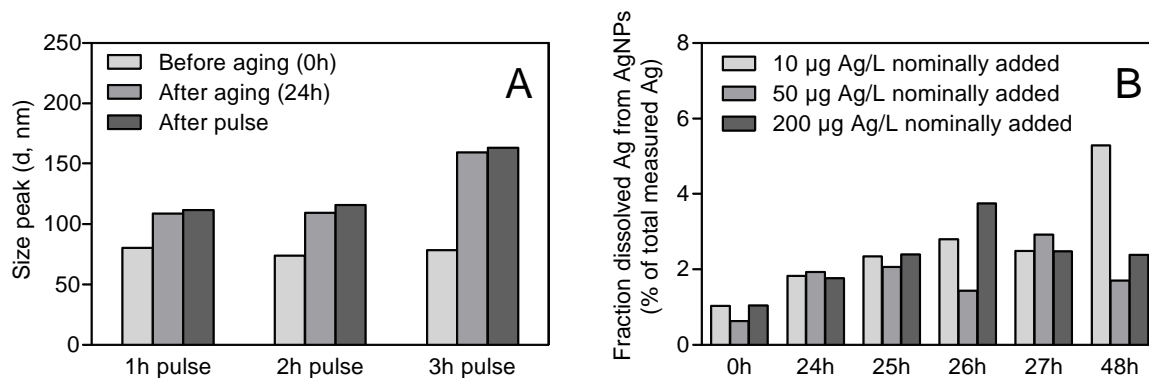 250
200
150
100
50
0
Size peak (d, nm)
Before aging (0h)
After aging (24h)
After pulse
A
1h pulse 2h pulse 3h pulse
8
6
4
2
0
Fraction dissolved Ag from AgNPs
(% of total measured Ag)
10 µg Ag/L nominally added
50 µg Ag/L nominally added
200 µg Ag/L nominally added
B
0h 24h 25h 26h 27h 48h